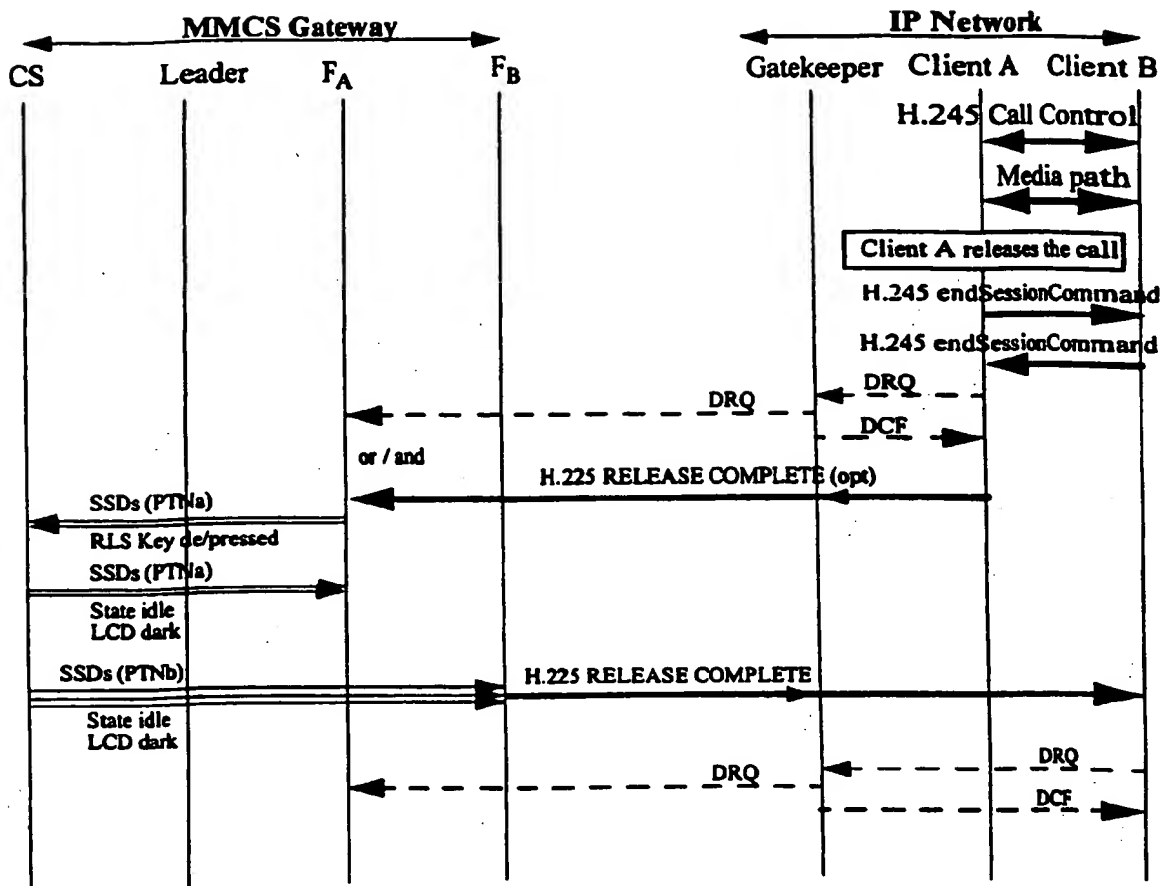 MMCS Gateway
IP Network
CS
Leader
FA
FB
Gatekeeper
Client A
Client B
H.245 Call Control
Media path
Client A releases the call
H.245 endSessionCommand
H.245 endSessionCommand
DRQ
DRQ
DCF
or / and
H.225 RELEASE COMPLETE (opt)
SSDs (PTNa)
RLS Key de/pressed
SSDs (PTNa)
State idle
LCD dark
SSDs (PTNb)
H.225 RELEASE COMPLETE
State idle
LCD dark
DRQ
DRQ
DCF